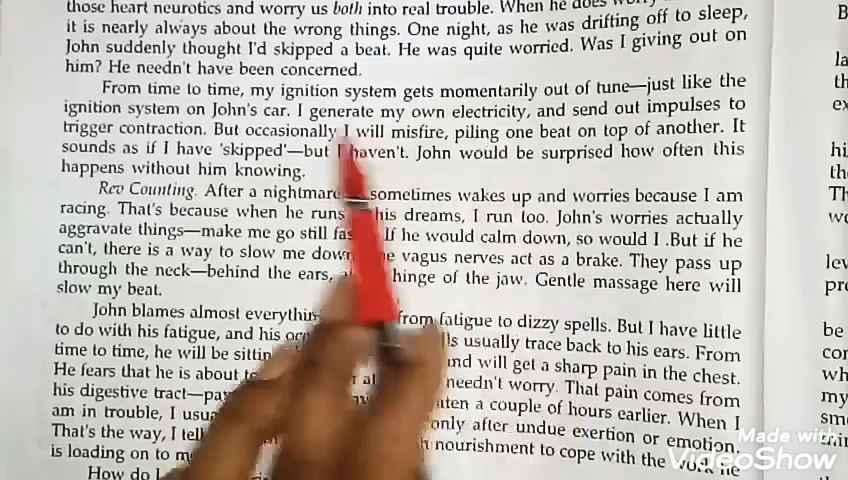 those heart neurotics and worry us both into real trouble. When he does worry
it is nearly always about the wrong things. One night, as he was drifting off to sleep,
John suddenly thought I'd skipped a beat. He was quite worried. Was I giving out on
him? He needn't have been concerned.
From time to time, my ignition system gets momentarily out of tune—just like the
ignition system on John's car. I generate my own electricity, and send out impulses to
trigger contraction. But occasionally I will misfire, piling one beat on top of another. It
sounds as if I have 'skipped'—but I haven't. John would be surprised how often this
happens without him knowing.
Rev Counting. After a nightmare sometimes wakes up and worries because I am
racing. That's because when he runs his dreams, I run too. John's worries actually
aggravate things—make me go still If he would calm down, so would I .But if he
can't, there is a way to slow me down vagus nerves act as a brake. They pass up
through the neck—behind the ears, hinge of the jaw. Gentle massage here will
slow my beat.
John blames almost from fatigue to dizzy spells. But I have little
to do with his fatigue, and his usually trace back to his ears. From
time to time, he will be and will get a sharp pain in the chest.
He fears that he is about needn't worry. That pain comes from
his digestive tract— a couple of hours earlier. When I
am in trouble, I only after undue exertion or emotion.
That's the way, I nourishment to cope with the work he
is loading on to
How do I
B
la
th
ex
hi
the
Th
we
lev
pro
be
cor
wh
my
smo
Made with
VideoShow